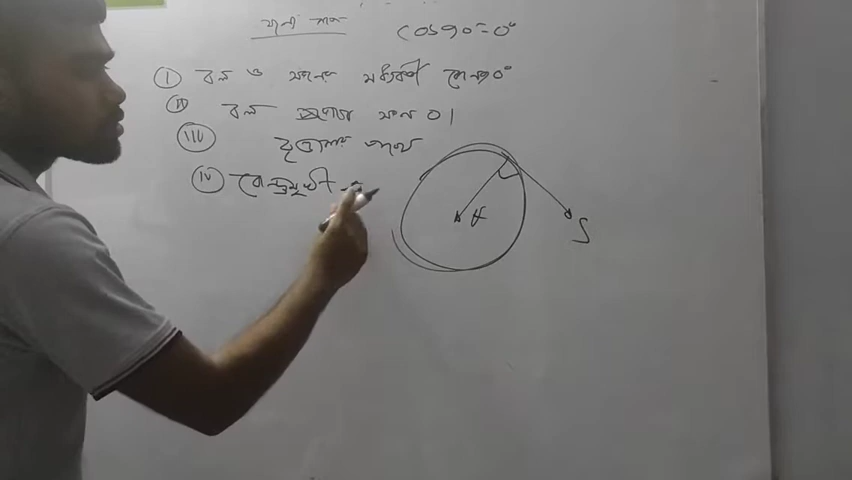 শূন্য কাজ
cos90=0°
(i) বল ও সরণের মধ্যবর্তী কোণ 90°
(ii) বল প্রয়োগে সরণ 0।
(iii) বৃত্তাকার পথে
(iv) কেন্দ্রমুখী
F
S